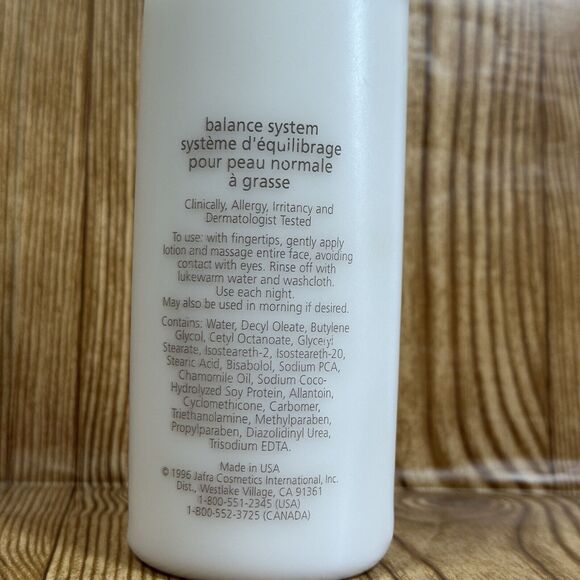 balance system
système d'équilibrage
pour peau normale
à grasse
Clinically, Allergy, Irritancy and
Dermatologist Tested
To use: with fingertips, gently apply
lotion and massage entire face, avoiding
contact with eyes. Rinse off with
lukewarm water and washcloth.
Use each night.
May also be used in morning if desired.
Contains: Water, Decyl Oleate, Butylene
Glycol, Cetyl Octanoate, Glyceryl
Stearate, Isosteareth-2, Isosteareth-20,
Stearic Acid, Bisabolol, Sodium PCA,
Chamomile Oil, Sodium Coco-
Hydrolyzed Soy Protein, Allantoin,
Cyclomethicone, Carbomer,
Triethanolamine, Methylparaben,
Propylparaben, Diazolidinyl Urea,
Trisodium EDTA.
Made in USA
© 1996 Jafra Cosmetics International, Inc.
Dist., Westlake Village, CA 91361
1-800-551-2345 (USA)
1-800-552-3725 (CANADA)